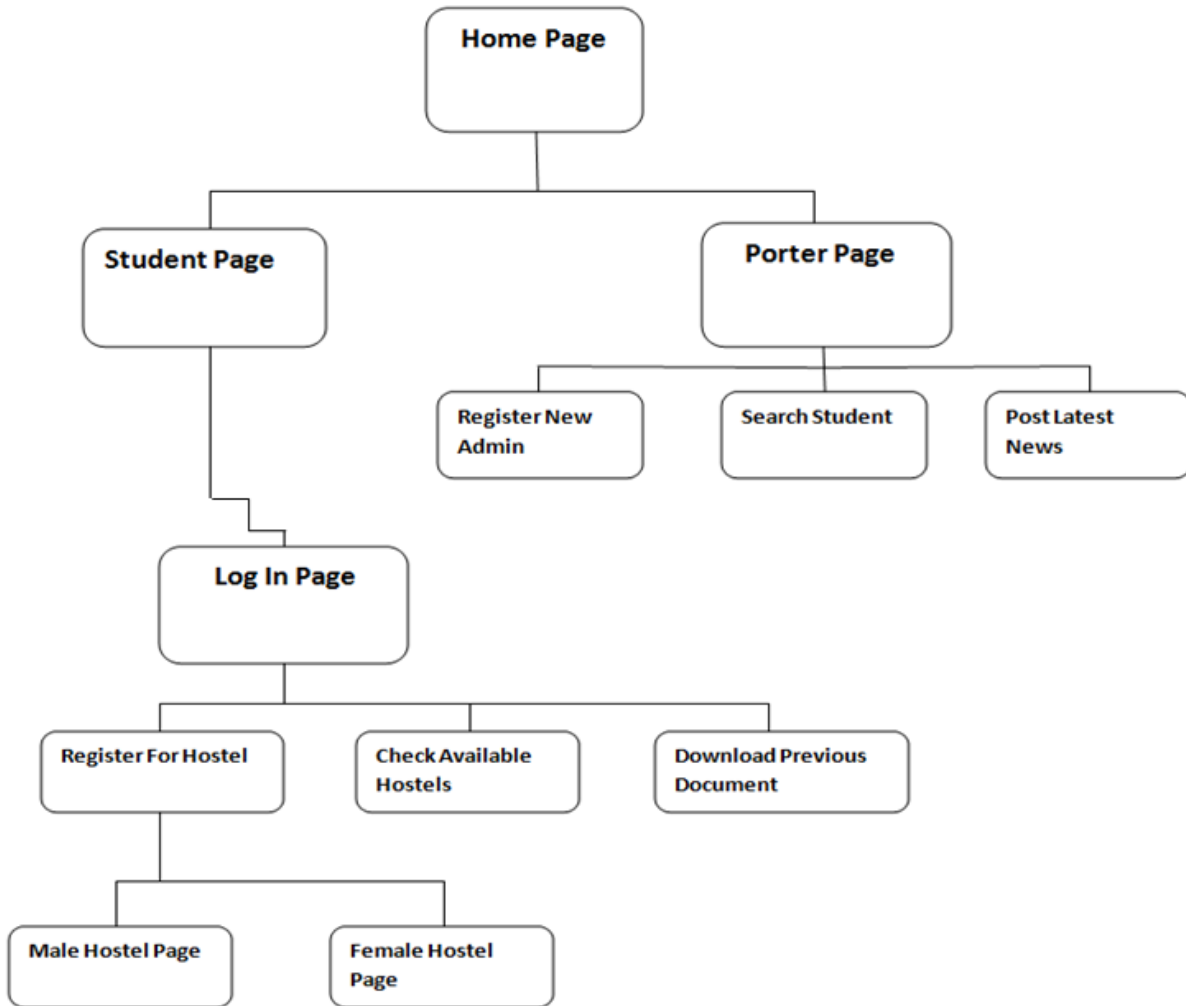 Home Page
Student Page
Porter Page
Register New
Admin
Search Student
Post Latest
News
Log In Page
Register For Hostel
Check Available
Hostels
Download Previous
Document
Male Hostel Page
Female Hostel
Page